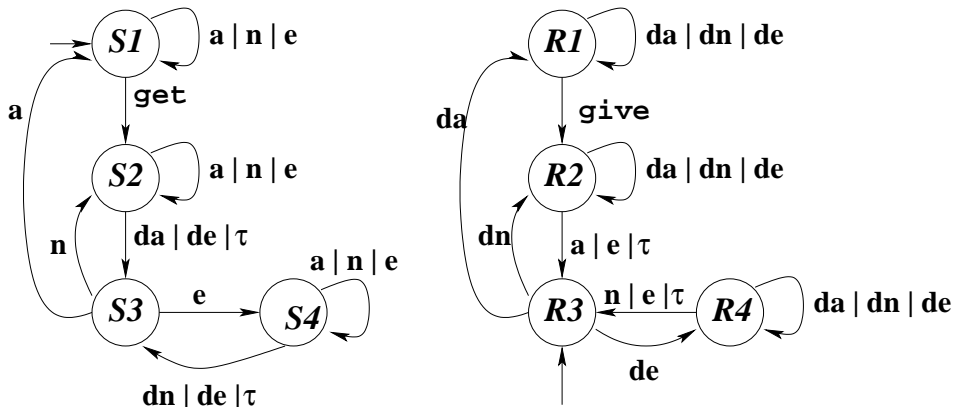 S1
a | n | e
get
a
S2
a | n | e
n
da | de | τ
a | n | e
S3
e
S4
dn | de | τ
R1
da | dn | de
give
da
R2
da | dn | de
dn
a | e | τ
R3
n | e | τ
R4
da | dn | de
de